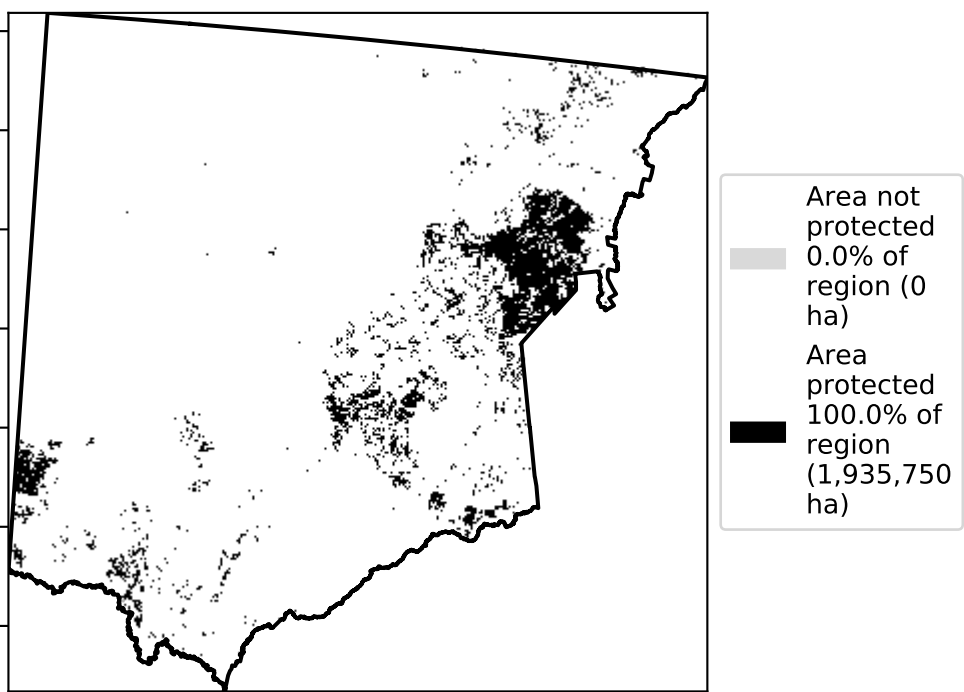 Area not
protected
0.0% of
region (0
ha)
Area
protected
100.0% of
region
(1,935,750
ha)